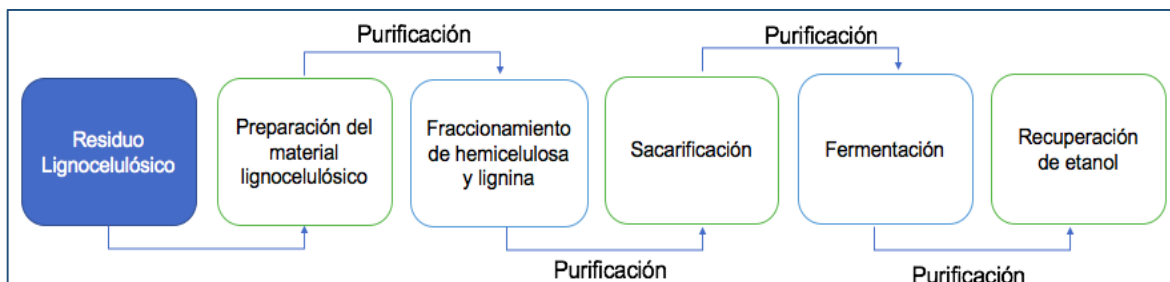 Purificación
Purificación
Residuo
Lignocelulósico
Preparación del
material
lignocelulósico
Fraccionamiento
de hemicelulosa
y lignina
Sacarificación
Fermentación
Recuperación
de etanol
Purificación
Purificación